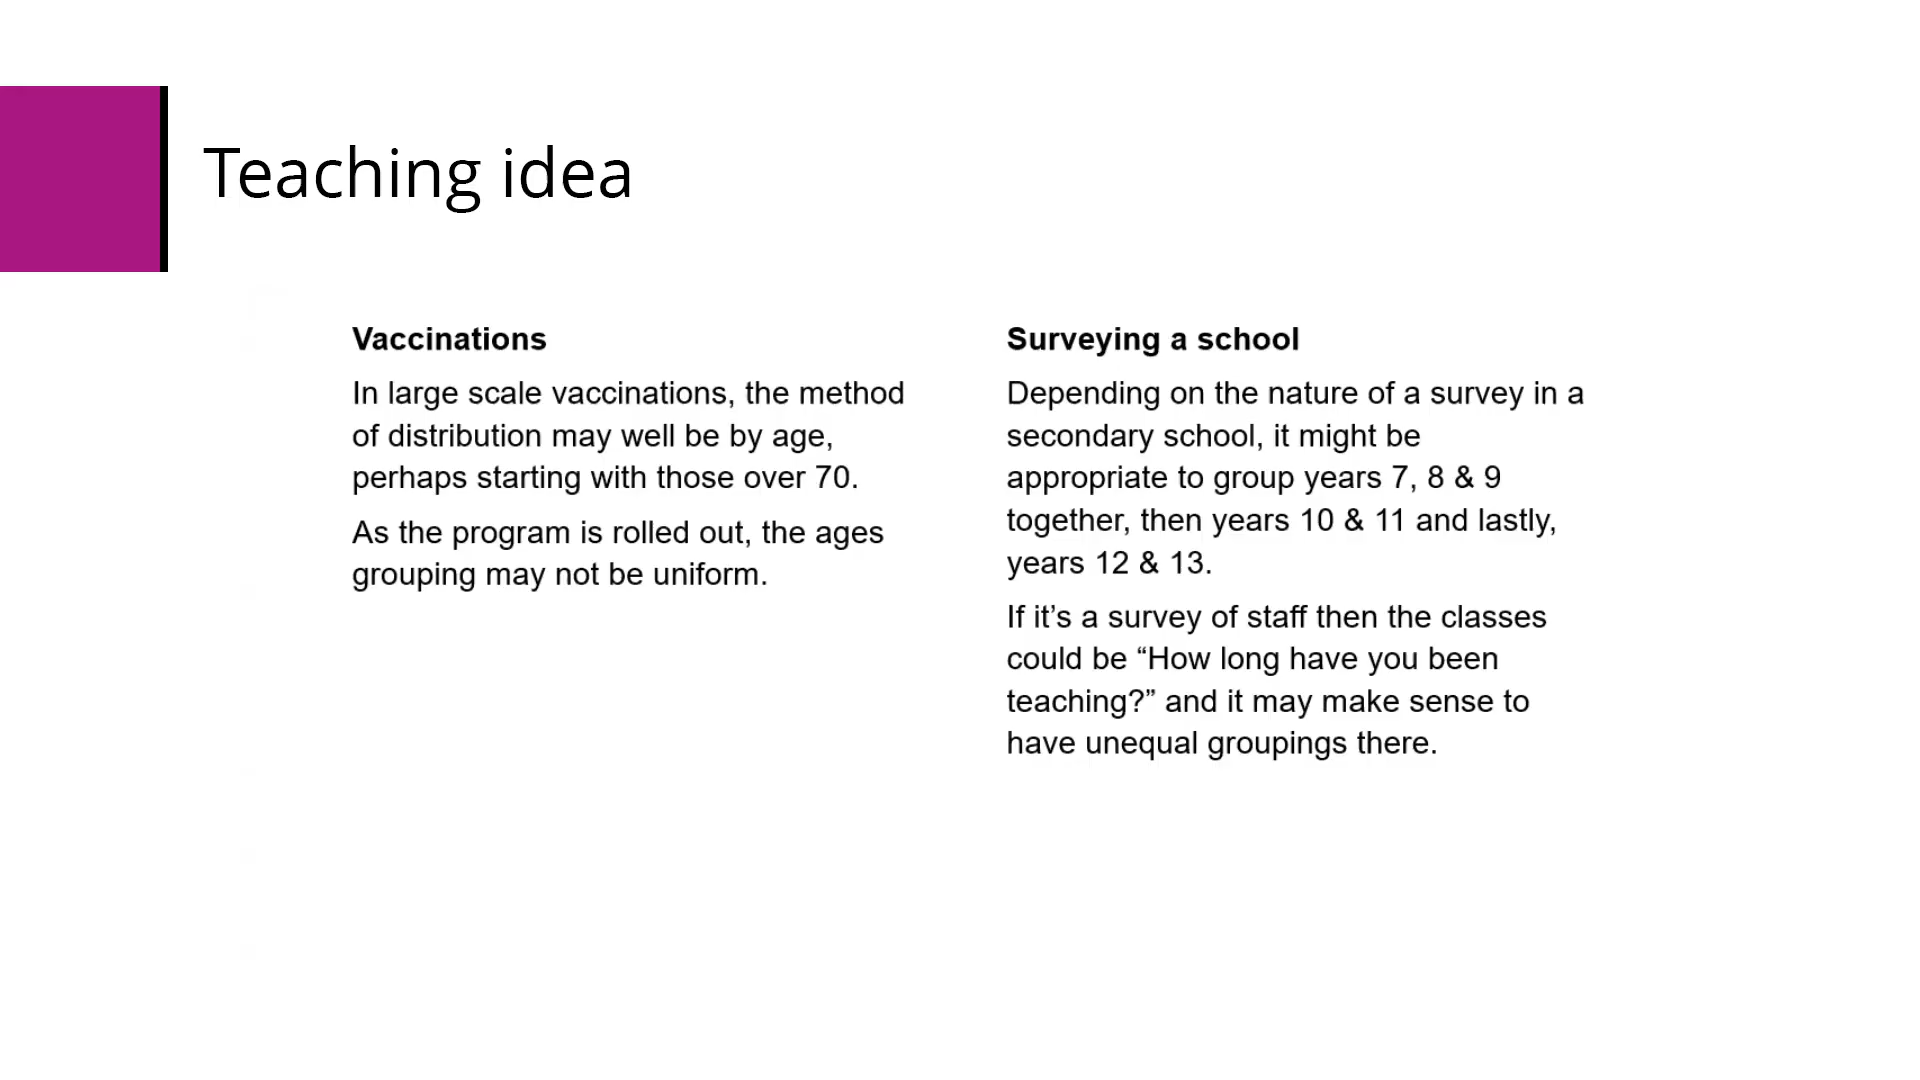 Teaching idea
Vaccinations
In large scale vaccinations, the method
of distribution may well be by age,
perhaps starting with those over 70.
As the program is rolled out, the ages
grouping may not be uniform.
Surveying a school
Depending on the nature of a survey in a
secondary school, it might be
appropriate to group years 7, 8 & 9
together, then years 10 & 11 and lastly,
years 12 & 13.
If it’s a survey of staff then the classes
could be “How long have you been
teaching?” and it may make sense to
have unequal groupings there.